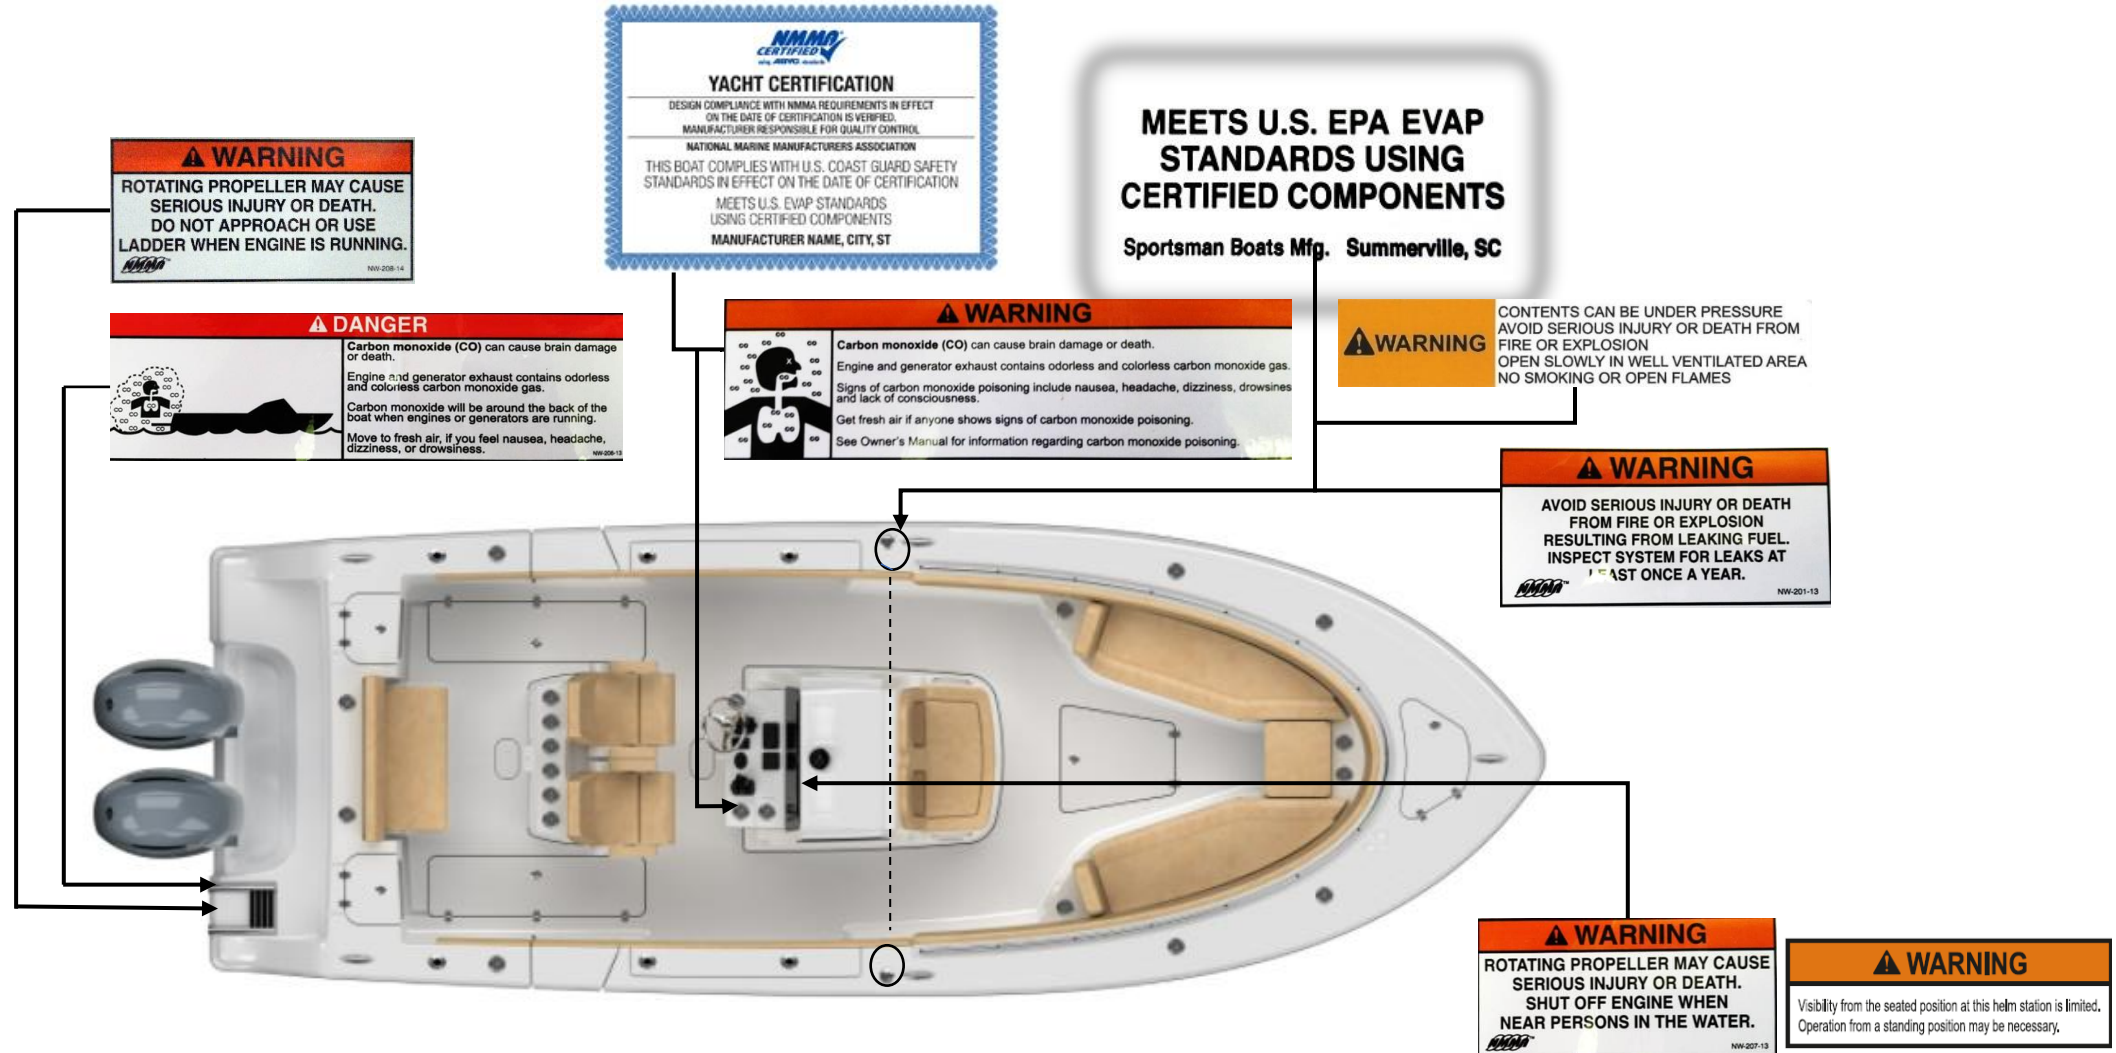 NMMA
CERTIFIED
using ABYC standards
YACHT CERTIFICATION
DESIGN COMPLIANCE WITH NMMA REQUIREMENTS IN EFFECT
ON THE DATE OF CERTIFICATION IS VERIFIED.
MANUFACTURER RESPONSIBLE FOR QUALITY CONTROL
NATIONAL MARINE MANUFACTURERS ASSOCIATION
THIS BOAT COMPLIES WITH U.S. COAST GUARD SAFETY
STANDARDS IN EFFECT ON THE DATE OF CERTIFICATION
MEETS U.S. EVAP STANDARDS
USING CERTIFIED COMPONENTS
MANUFACTURER NAME, CITY, ST
MEETS U.S. EPA EVAP
STANDARDS USING
CERTIFIED COMPONENTS
Sportsman Boats Mfg. Summerville, SC
WARNING
ROTATING PROPELLER MAY CAUSE
SERIOUS INJURY OR DEATH.
DO NOT APPROACH OR USE
LADDER WHEN ENGINE IS RUNNING.
NMMA™
NW-208-14
DANGER
Carbon monoxide (CO) can cause brain damage
or death.
Engine and generator exhaust contains odorless
and colorless carbon monoxide gas.
Carbon monoxide will be around the back of the
boat when engines or generators are running.
Move to fresh air, if you feel nausea, headache,
dizziness, or drowsiness.
NW-206-13
WARNING
Carbon monoxide (CO) can cause brain damage or death.
Engine and generator exhaust contains odorless and colorless carbon monoxide gas.
Signs of carbon monoxide poisoning include nausea, headache, dizziness, drowsines
and lack of consciousness.
Get fresh air if anyone shows signs of carbon monoxide poisoning.
See Owner's Manual for information regarding carbon monoxide poisoning.
WARNING
CONTENTS CAN BE UNDER PRESSURE
AVOID SERIOUS INJURY OR DEATH FROM
FIRE OR EXPLOSION
OPEN SLOWLY IN WELL VENTILATED AREA
NO SMOKING OR OPEN FLAMES
WARNING
AVOID SERIOUS INJURY OR DEATH
FROM FIRE OR EXPLOSION
RESULTING FROM LEAKING FUEL.
INSPECT SYSTEM FOR LEAKS AT
LEAST ONCE A YEAR.
NMMA™
NW-201-13
WARNING
ROTATING PROPELLER MAY CAUSE
SERIOUS INJURY OR DEATH.
SHUT OFF ENGINE WHEN
NEAR PERSONS IN THE WATER.
NMMA™
NW-207-13
WARNING
Visibility from the seated position at this helm station is limited.
Operation from a standing position may be necessary.